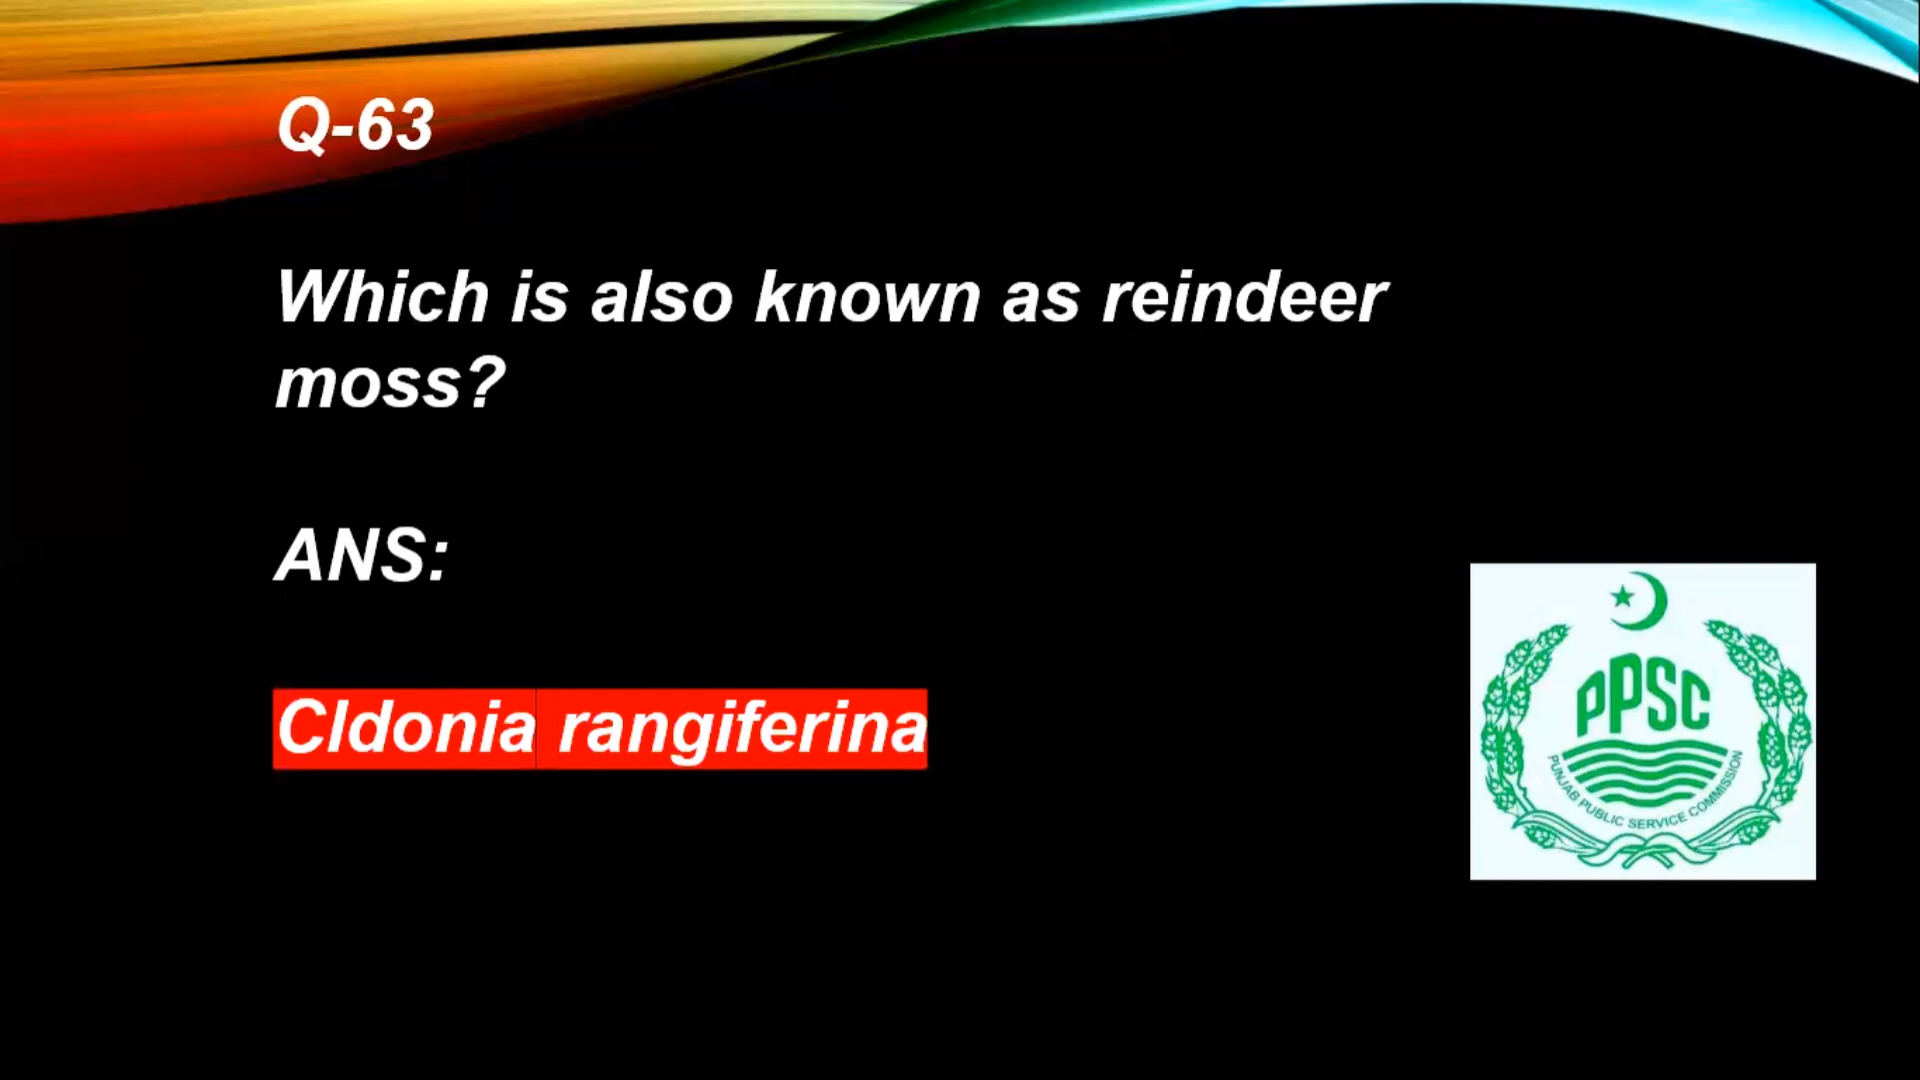 Q-63
Which is also known as reindeer
moss?
ANS:
Cldonia rangiferina
PPSC
PUNJAB PUBLIC SERVICE COMMISSION